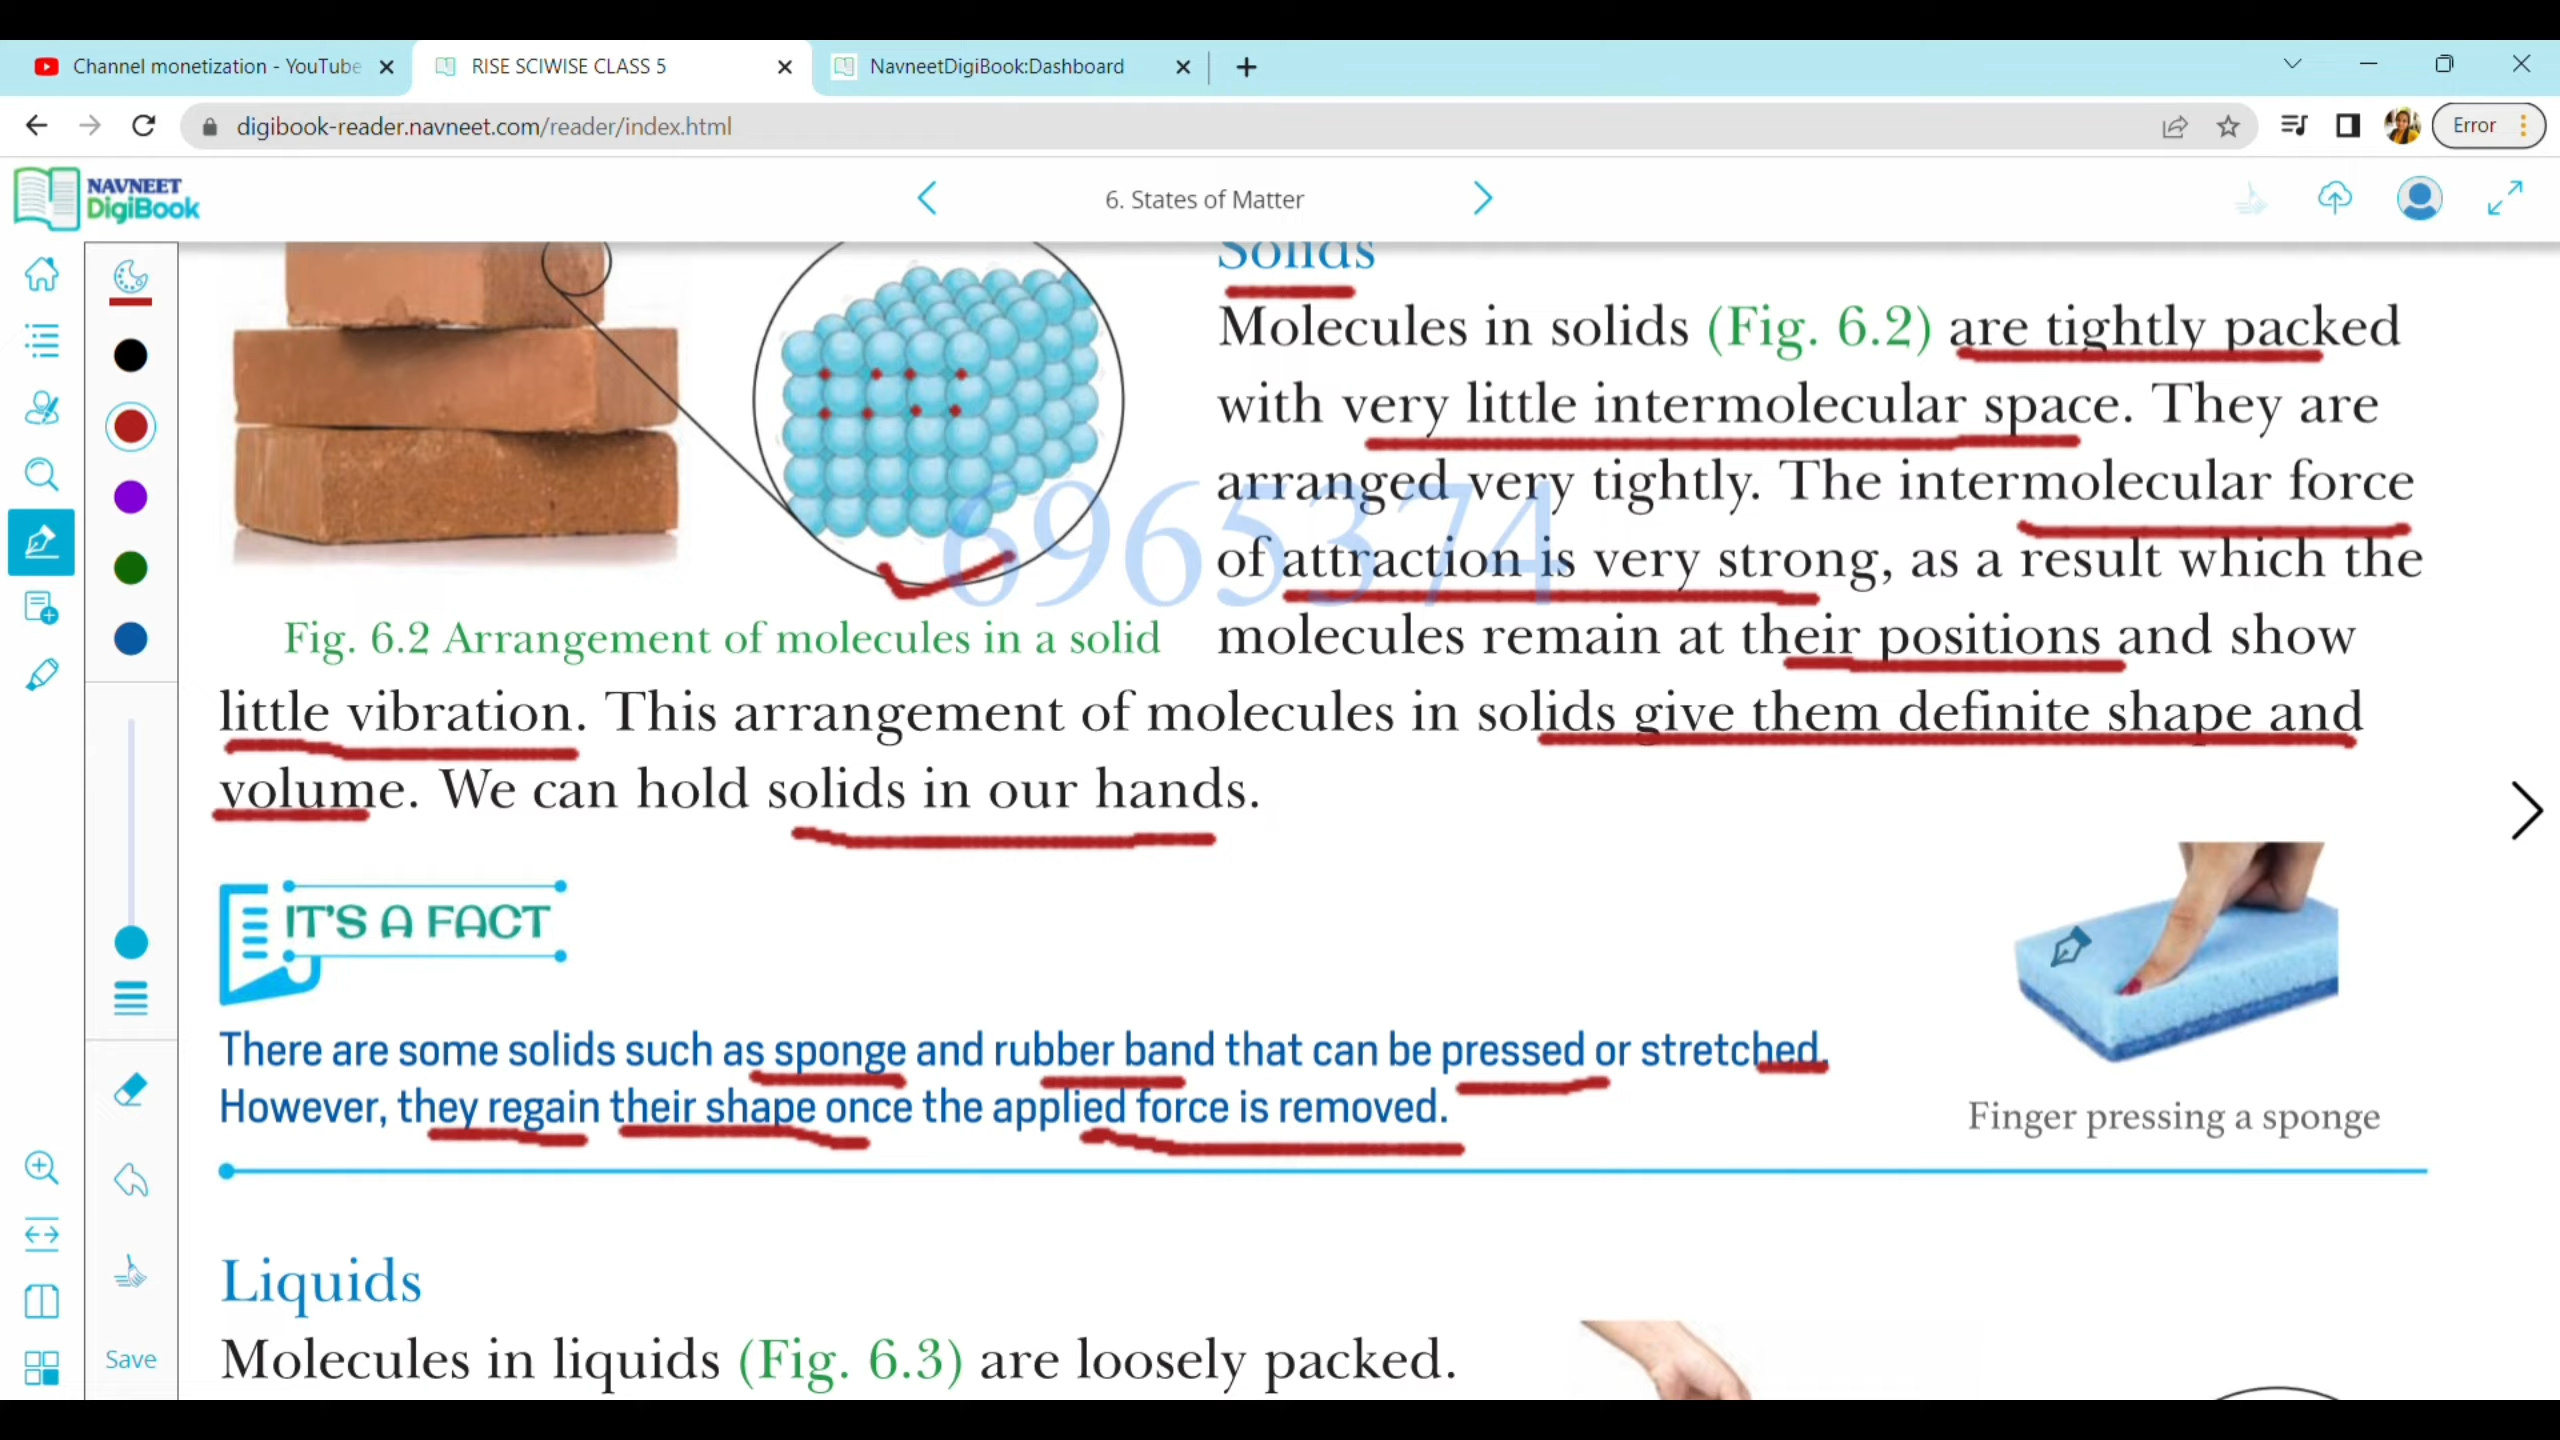 Channel monetization - YouTube
RISE SCIWISE CLASS 5
NavneetDigiBook:Dashboard
digibook-reader.navneet.com/reader/index.html
Error
NAVNEET
DigiBook
6. States of Matter
Solids
Molecules in solids (Fig. 6.2) are tightly packed
with very little intermolecular space. They are
arranged very tightly. The intermolecular force
of attraction is very strong, as a result which the
molecules remain at their positions and show
little vibration. This arrangement of molecules in solids give them definite shape and
volume. We can hold solids in our hands.
Fig. 6.2 Arrangement of molecules in a solid
6965374
IT'S A FACT
There are some solids such as sponge and rubber band that can be pressed or stretched.
However, they regain their shape once the applied force is removed.
Finger pressing a sponge
Liquids
Molecules in liquids (Fig. 6.3) are loosely packed.
Save